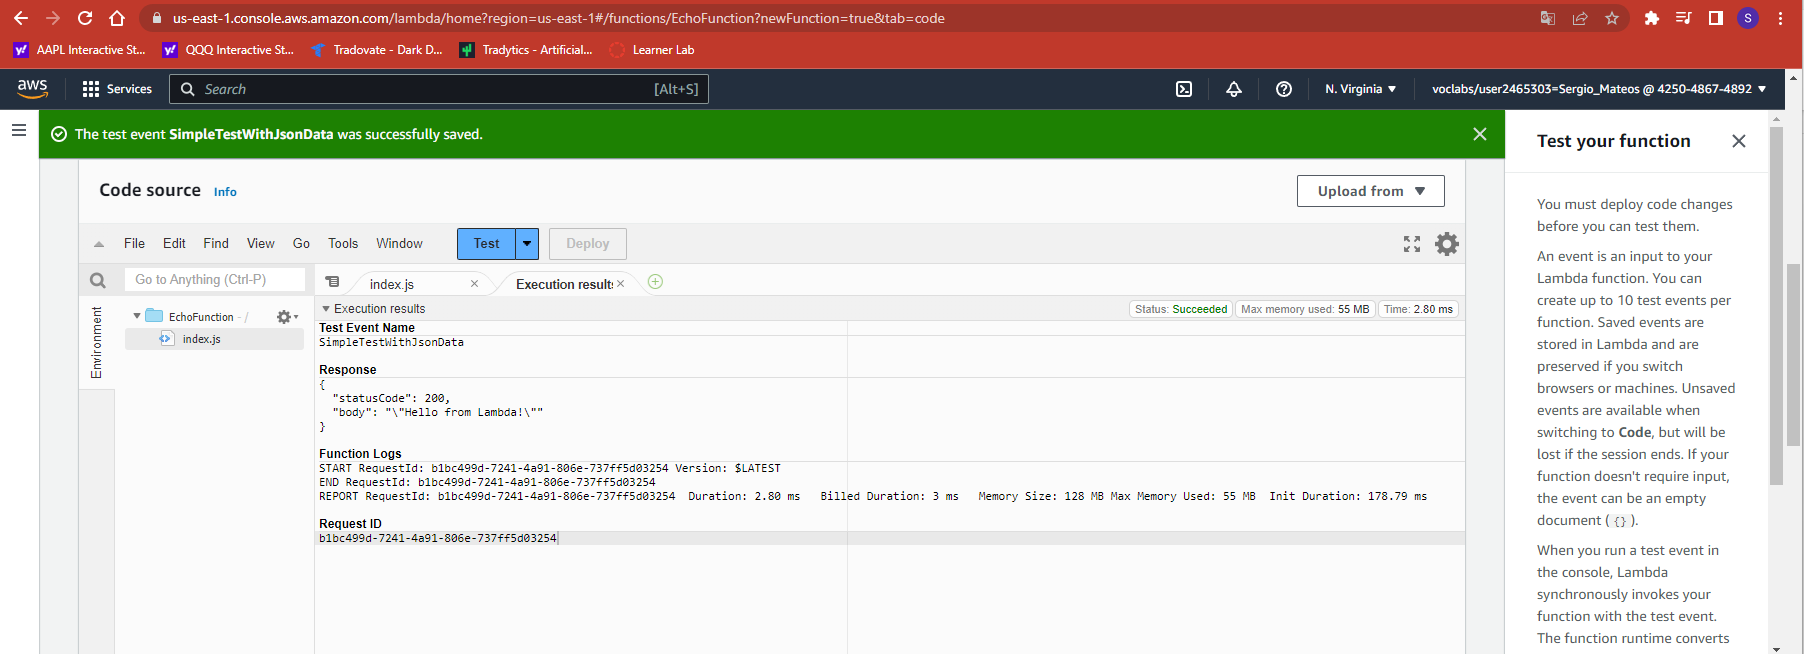 us-east-1.console.aws.amazon.com/lambda/home?region=us-east-1#/functions/EchoFunction?newFunction=true&tab=code
S
AAPL Interactive St...
QQQ Interactive St...
Tradovate - Dark D...
Tradytics - Artificial...
Learner Lab
aws
Services
Search
[Alt+S]
N. Virginia
voclabs/user2465303=Sergio_Mateos @ 4250-4867-4892
The test event SimpleTestWithJsonData was successfully saved.
Code source Info
Upload from
File Edit Find View Go Tools Window
Test
Deploy
Go to Anything (Ctrl-P)
index.js
Execution result
Environment
EchoFunction - /
index.js
Execution results
Status: Succeeded
Max memory used: 55 MB
Time: 2.80 ms
Test Event Name
SimpleTestWithJsonData
Response
{
"statusCode": 200,
"body": "\"Hello from Lambda!\""
}
Function Logs
START RequestId: b1bc499d-7241-4a91-806e-737ff5d03254 Version: $LATEST
END RequestId: b1bc499d-7241-4a91-806e-737ff5d03254
REPORT RequestId: b1bc499d-7241-4a91-806e-737ff5d03254 Duration: 2.80 ms Billed Duration: 3 ms Memory Size: 128 MB Max Memory Used: 55 MB Init Duration: 178.79 ms
Request ID
b1bc499d-7241-4a91-806e-737ff5d03254
Test your function
You must deploy code changes
before you can test them.
An event is an input to your
Lambda function. You can
create up to 10 test events per
function. Saved events are
stored in Lambda and are
preserved if you switch
browsers or machines. Unsaved
events are available when
switching to Code, but will be
lost if the session ends. If your
function doesn't require input,
the event can be an empty
document ( {} ).
When you run a test event in
the console, Lambda
synchronously invokes your
function with the test event.
The function runtime converts